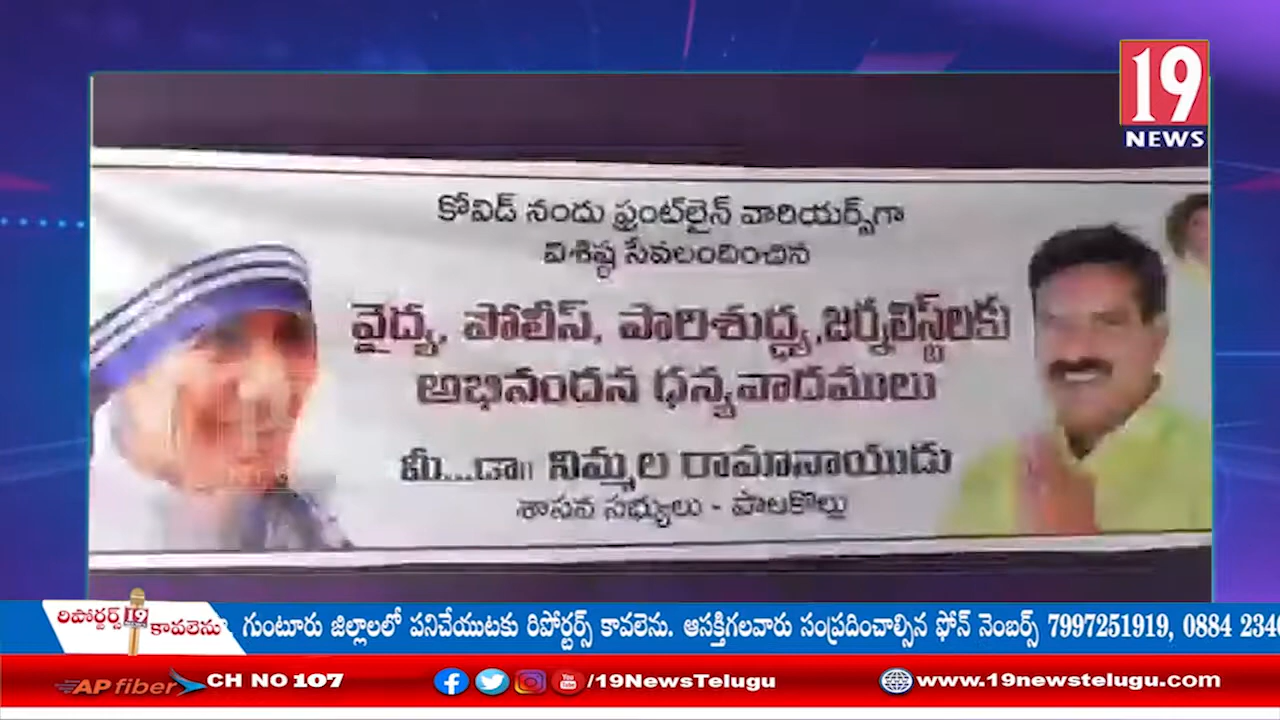 19
NEWS
కోవిడ్ నందు ఫ్రంట్‌లైన్ వారియర్స్‌గా
విశిష్ఠ సేవలందించిన
వైద్య, పోలీస్, పారిశుద్ధ్య,జర్నలిస్ట్‌లకు
అభినందన ధన్యవాదములు
మీ....డా॥ నిమ్మల రామానాయుడు
శాసన సభ్యులు - పాలకొల్లు
రిపోర్టర్స్ 19 కావలెను
, గుంటూరు జిల్లాలలో పనిచేయుటకు రిపోర్టర్స్ కావలెను. ఆసక్తిగలవారు సంప్రదించాల్సిన ఫోన్ నెంబర్స్ 7997251919, 0884 2340
AP fiber CH NO 107 /19NewsTelugu www.19newstelugu.com